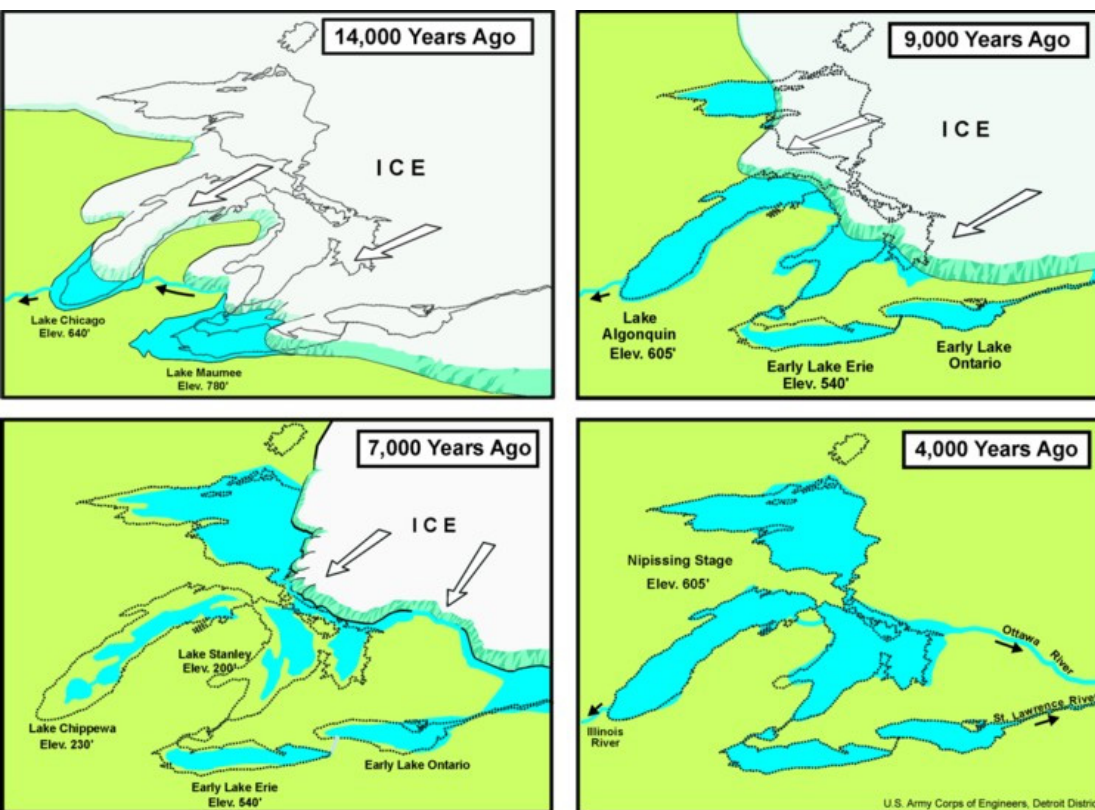 14,000 Years Ago
ICE
Lake Chicago
Elev. 640'
Lake Maumee
Elev. 780'
9,000 Years Ago
ICE
Lake
Algonquin
Elev. 605'
Early Lake Erie
Elev. 540'
Early Lake
Ontario
7,000 Years Ago
ICE
Lake Stanley
Elev. 200'
Lake Chippewa
Elev. 230'
Early Lake Ontario
Early Lake Erie
Elev. 540'
4,000 Years Ago
Nipissing Stage
Elev. 605'
Ottawa
River
St. Lawrence River
Illinois
River
U.S. Army Corps of Engineers, Detroit Distric